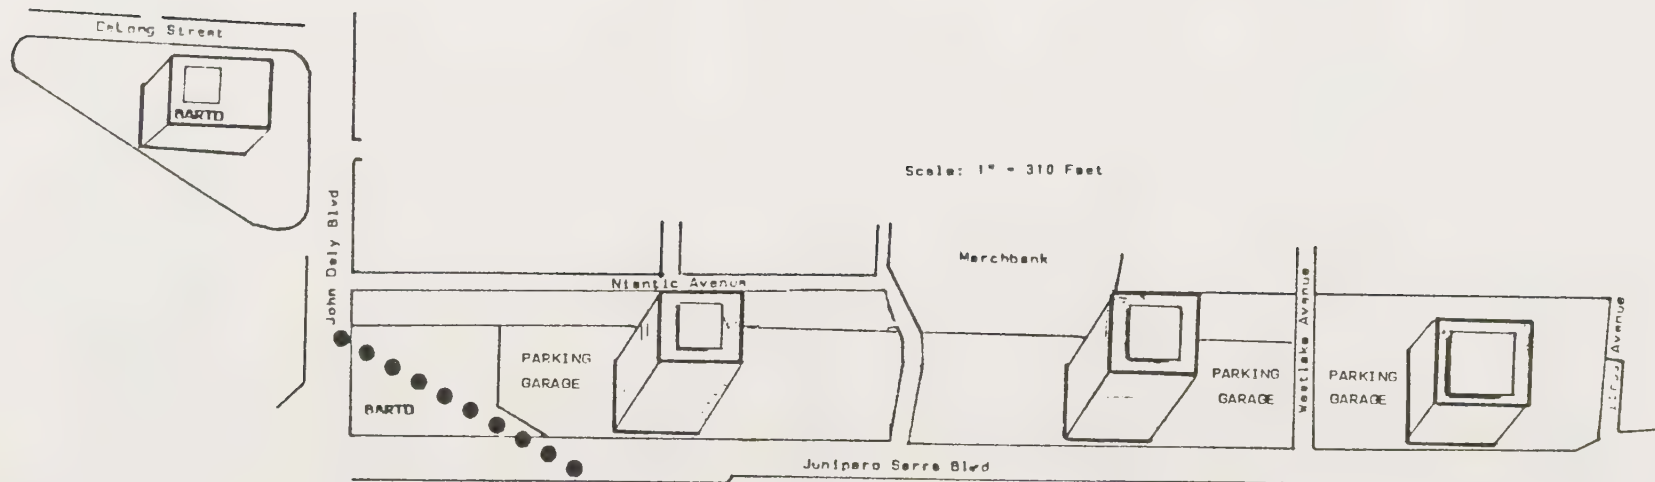 DeLong Street
BARTD
John Daly Blvd
Scale: 1" = 310 Feet
Marchbank
Niantic Avenue
PARKING
GARAGE
BARTD
PARKING
GARAGE
Westlake Avenue
PARKING
GARAGE
Avenue
Junipero Serra Blvd